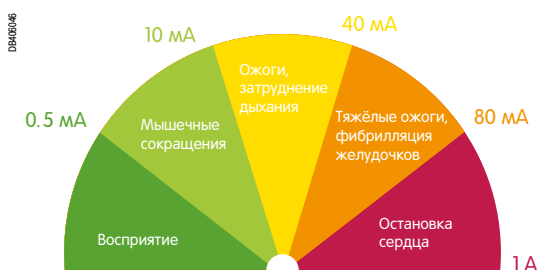 DB406046
10 мА
40 мА
Ожоги,
затруднение
дыхания
0.5 мА
80 мА
Мышечные
сокращения
Тяжёлые ожоги,
фибрилляция
желудочков
Восприятие
Остановка
сердца
1 А